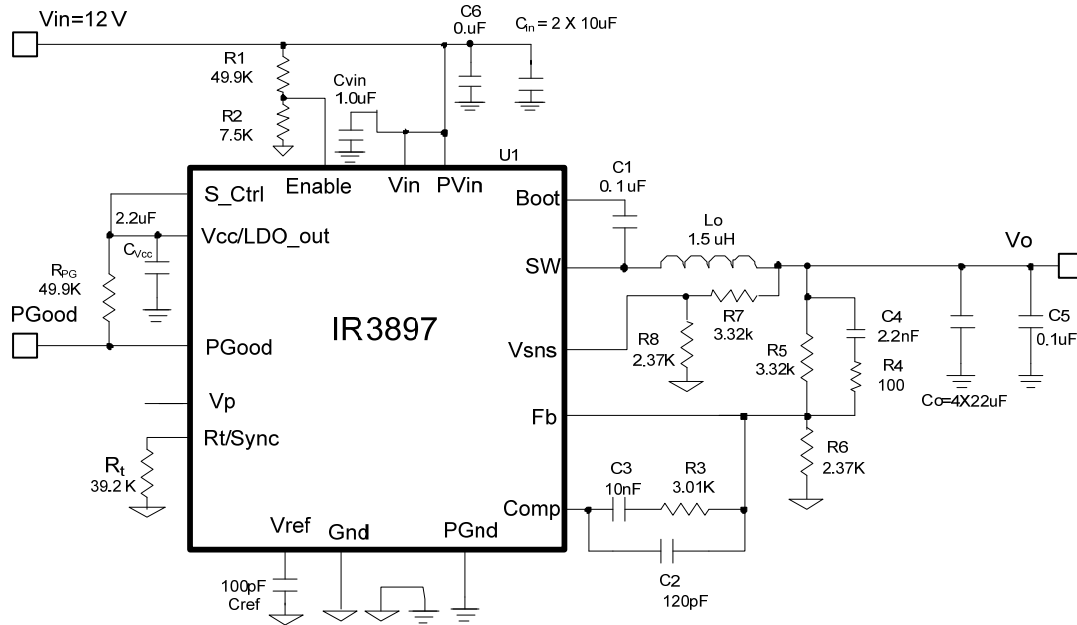 Vin=12 V
C6
0.uF
Cin = 2 X 10uF
R1
49.9K
Cvin
1.0uF
R2
7.5K
U1
Enable
Vin
PVin
S_Ctrl
Boot
C1
0.1uF
2.2uF
Vcc/LDO_out
CVcc
Lo
1.5 uH
Vo
SW
RPG
49.9K
PGood
IR3897
PGood
R7
3.32k
R8
2.37K
Vsns
C4
2.2nF
C5
0.1uF
R5
3.32k
R4
100
Co=4X22uF
Vp
Fb
Rt/Sync
Rt
39.2 K
R6
2.37K
C3
10nF
R3
3.01K
Comp
Vref
Gnd
PGnd
C2
120pF
100pF
Cref